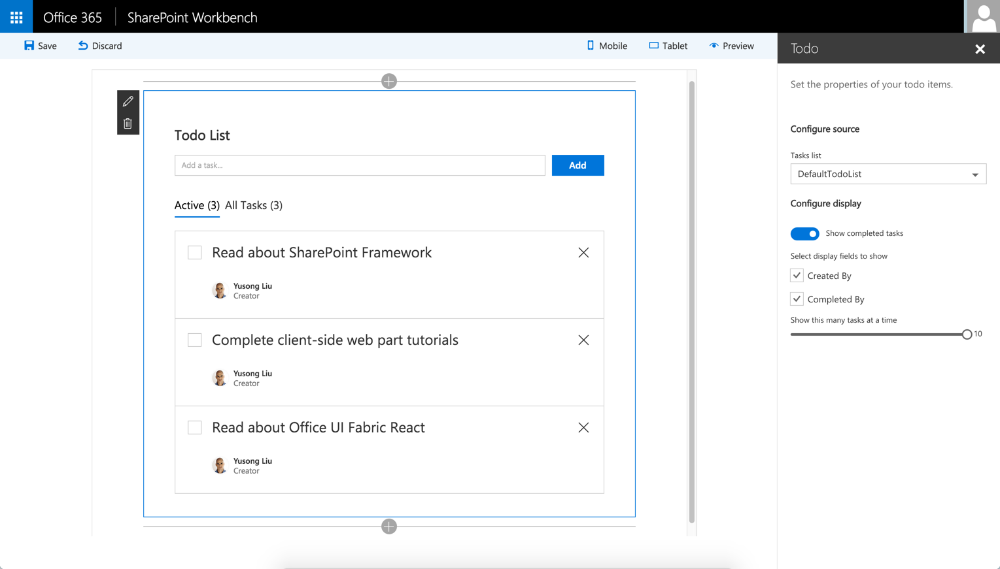 Office 365
SharePoint Workbench
Save
Discard
Mobile
Tablet
Preview
Todo
Set the properties of your todo items.
Configure source
Tasks list
DefaultTodoList
Configure display
Show completed tasks
Select display fields to show
Created By
Completed By
Show this many tasks at a time
10
Todo List
Add a task...
Add
Active (3) All Tasks (3)
Read about SharePoint Framework
Yusong Liu
Creator
Complete client-side web part tutorials
Yusong Liu
Creator
Read about Office UI Fabric React
Yusong Liu
Creator